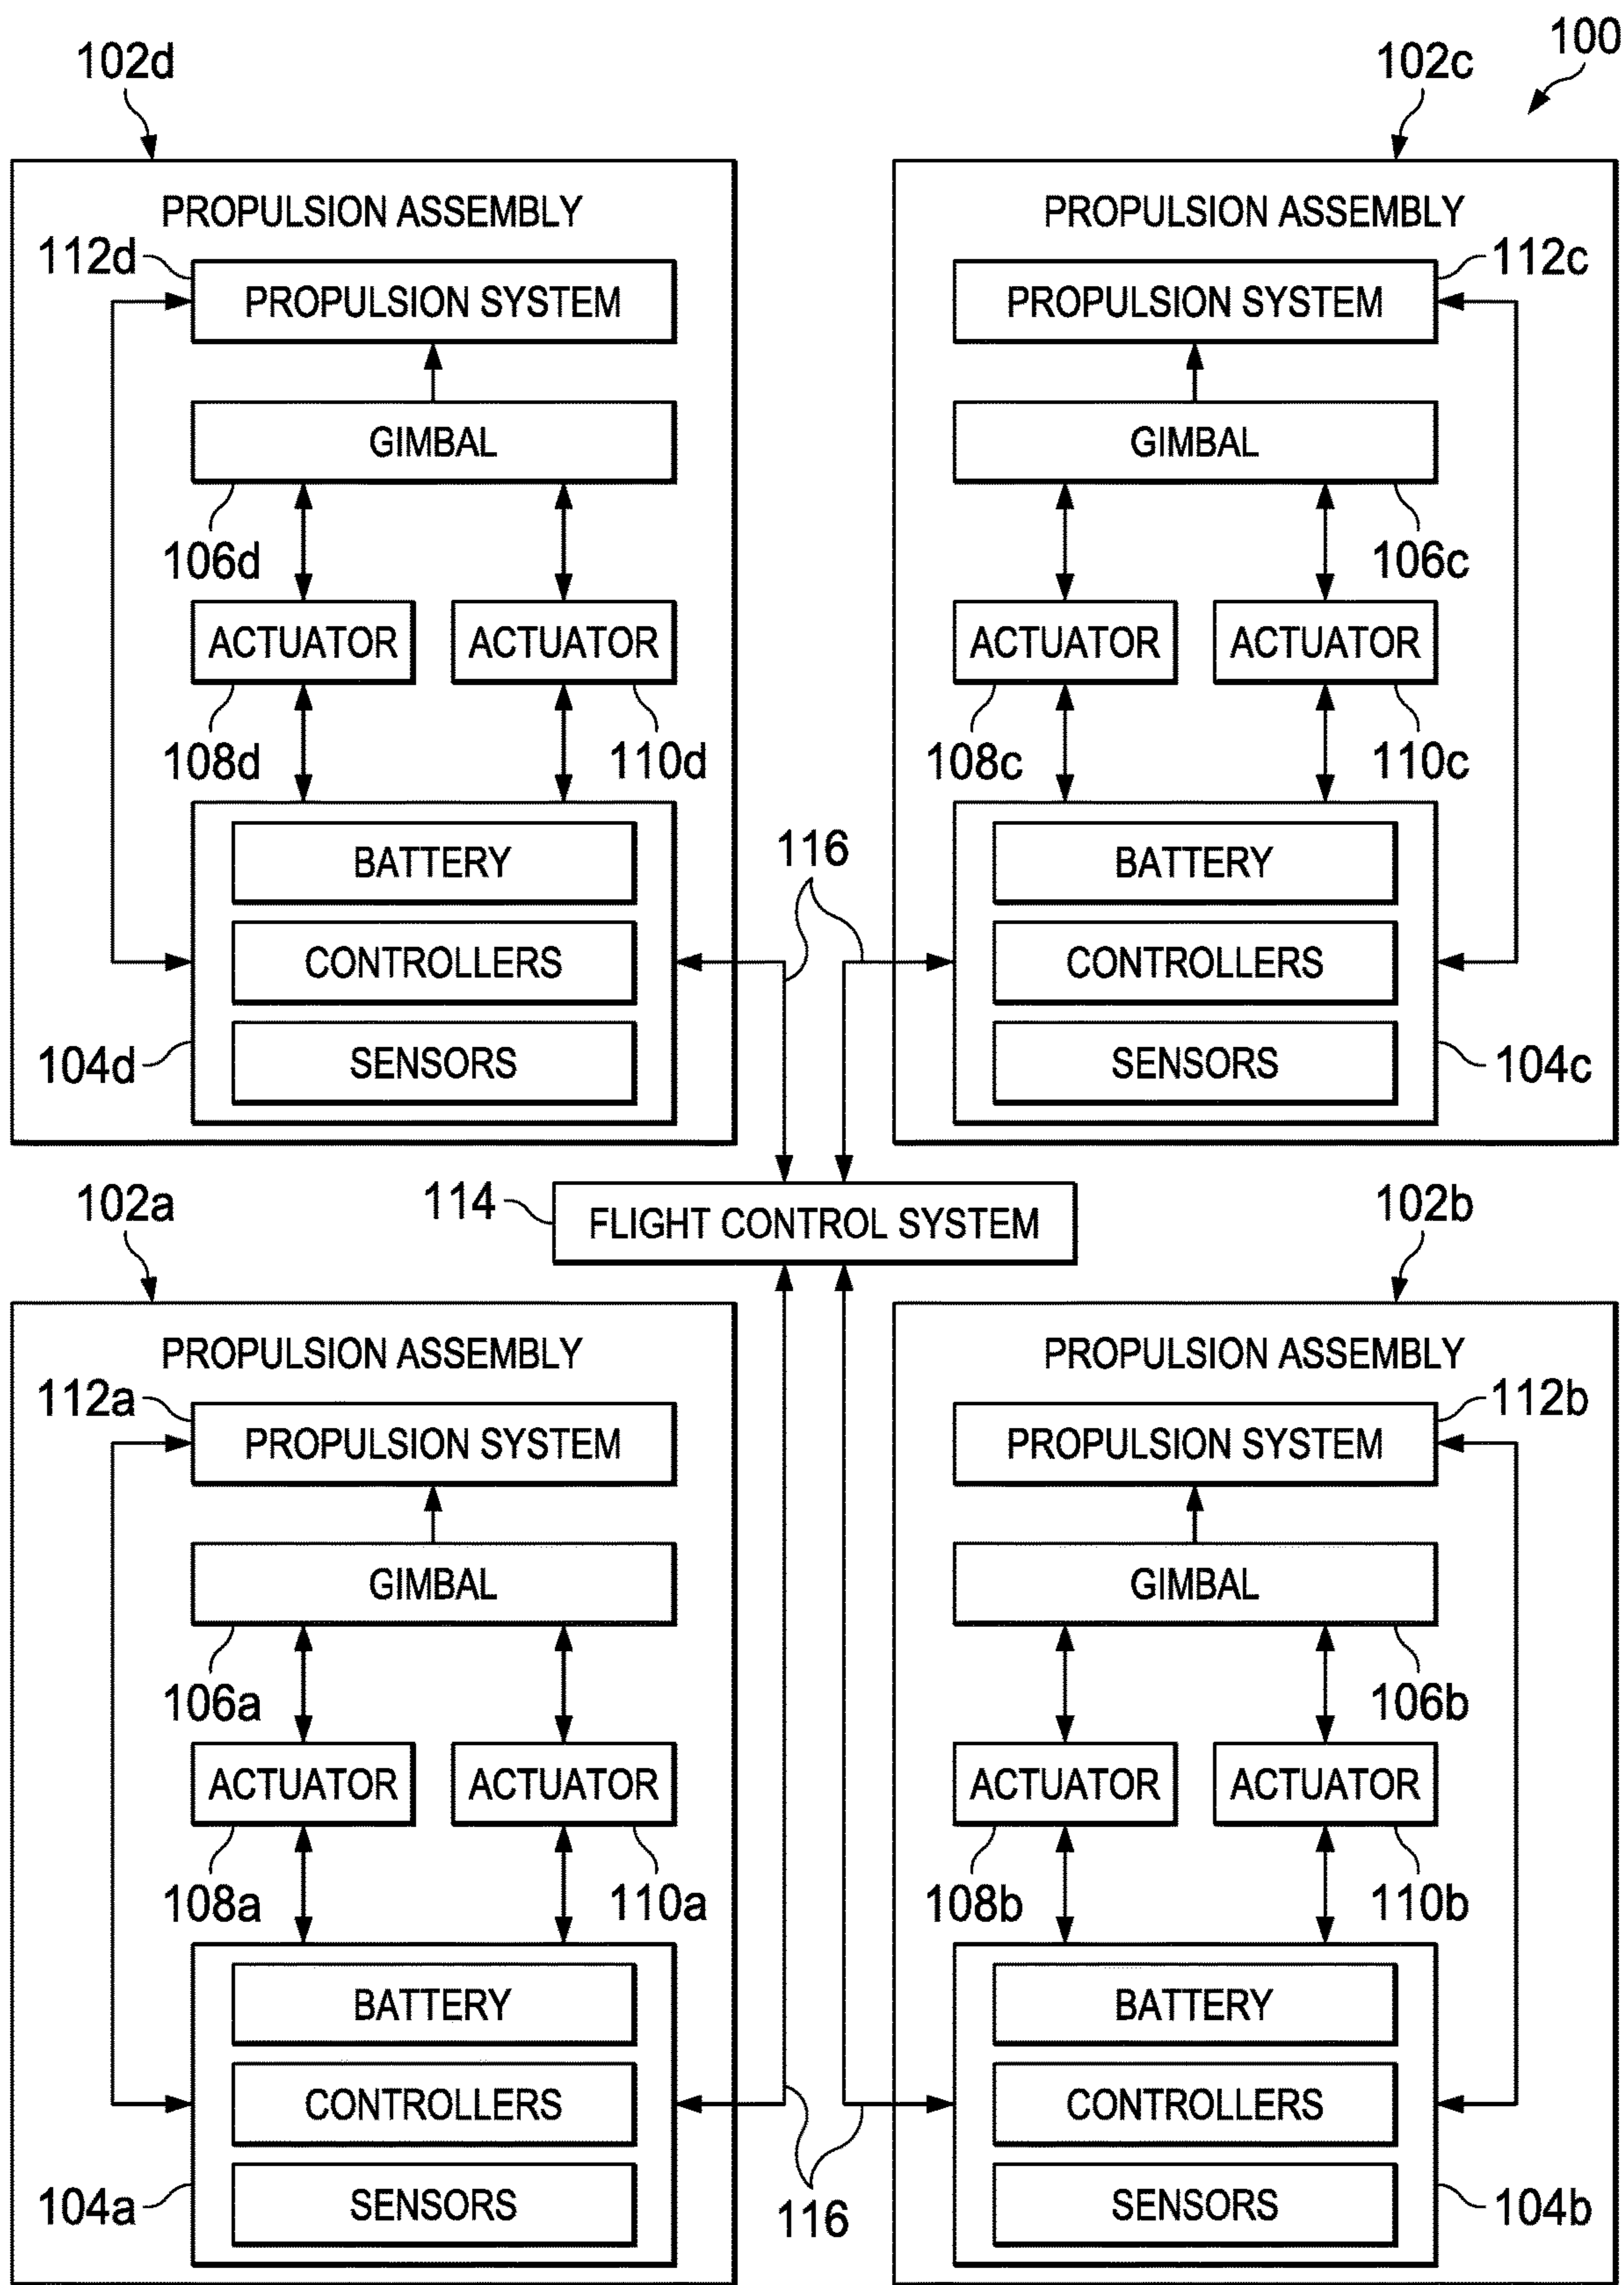 100
102d
102c
PROPULSION ASSEMBLY
112d
PROPULSION SYSTEM
GIMBAL
106d
ACTUATOR
ACTUATOR
108d
110d
BATTERY
CONTROLLERS
SENSORS
104d
PROPULSION ASSEMBLY
112c
PROPULSION SYSTEM
GIMBAL
106c
ACTUATOR
ACTUATOR
108c
110c
BATTERY
CONTROLLERS
SENSORS
104c
116
114
FLIGHT CONTROL SYSTEM
102a
102b
PROPULSION ASSEMBLY
112a
PROPULSION SYSTEM
GIMBAL
106a
ACTUATOR
ACTUATOR
108a
110a
BATTERY
CONTROLLERS
SENSORS
104a
PROPULSION ASSEMBLY
112b
PROPULSION SYSTEM
GIMBAL
106b
ACTUATOR
ACTUATOR
108b
110b
BATTERY
CONTROLLERS
SENSORS
104b
116